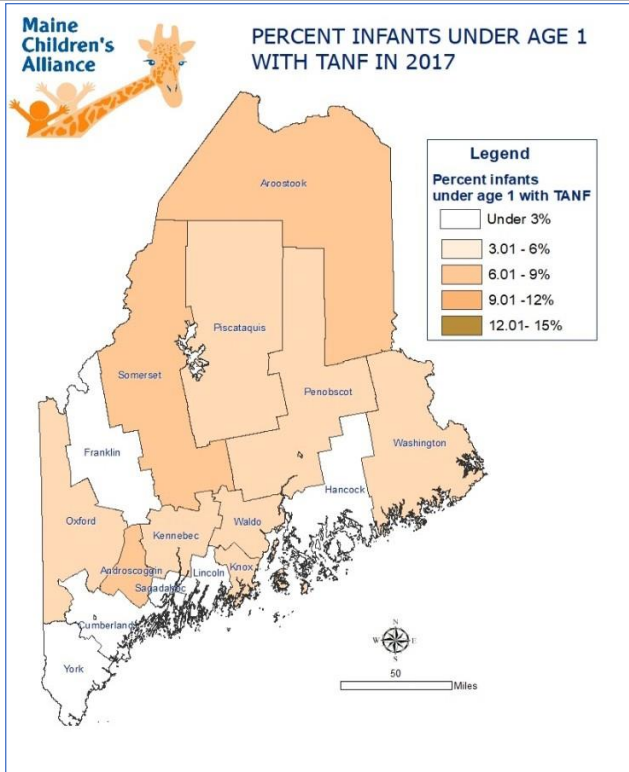 Maine
Children's
Alliance
PERCENT INFANTS UNDER AGE 1
WITH TANF IN 2017
Legend
Percent infants
under age 1 with TANF
Under 3%
3.01 - 6%
6.01 - 9%
9.01 -12%
12.01- 15%
Aroostook
Piscataquis
Somerset
Penobscot
Washington
Franklin
Hancock
Oxford
Kennebec
Waldo
Androscoggin
Lincoln
Knox
Sagadahoc
Cumberland
York
N
W
E
S
50
Miles